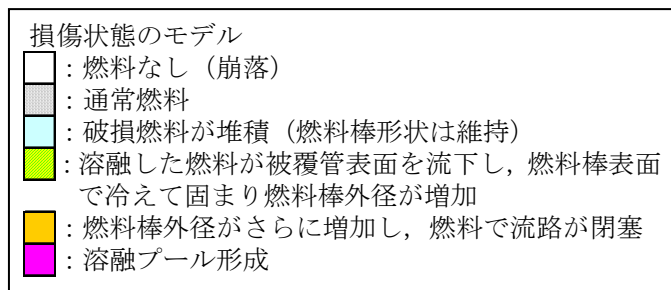 損傷状態のモデル
：燃料なし（崩落）
：通常燃料
：破損燃料が堆積（燃料棒形状は維持）
：溶融した燃料が被覆管表面を流下し，燃料棒表面
で冷えて固まり燃料棒外径が増加
：燃料棒外径がさらに増加し，燃料で流路が閉塞
：溶融プール形成